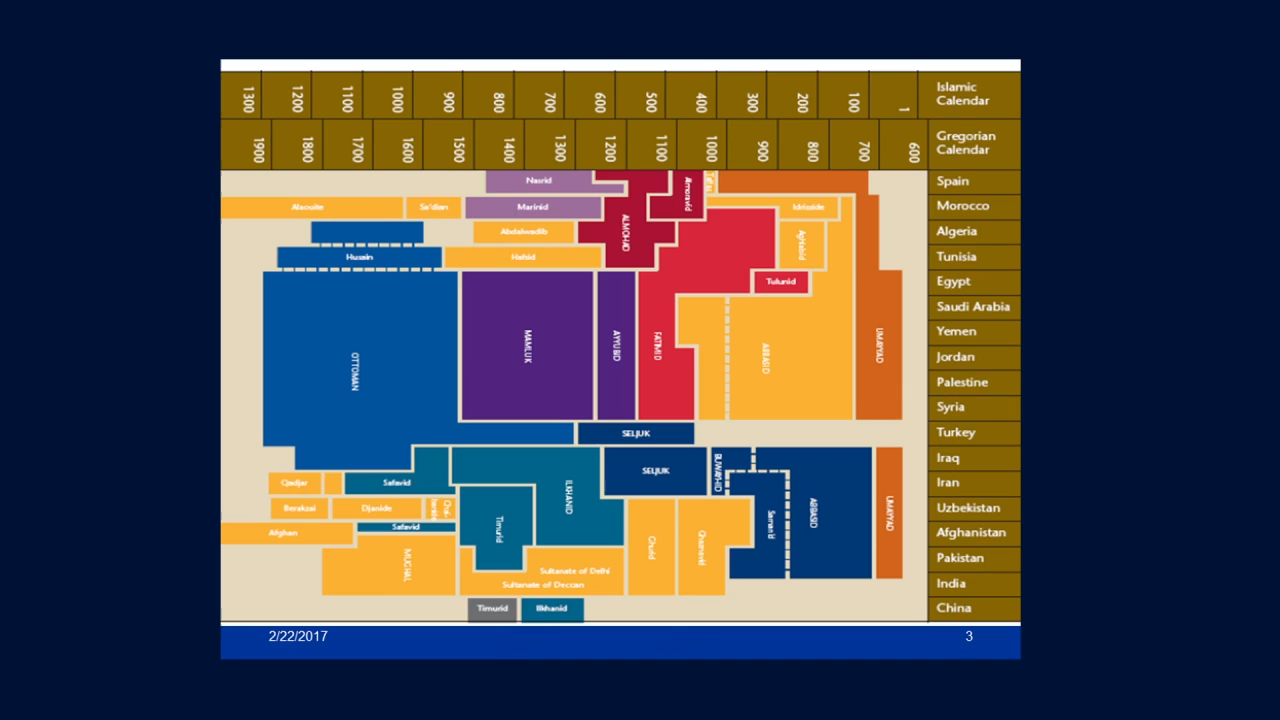 1300 1200 1100 1000 900 800 700 600 500 400 300 200 100 1 Islamic
Calendar
1900 1800 1700 1600 1500 1400 1300 1200 1100 1000 900 800 700 600 Gregorian
Calendar
Nasrid Almoravid Spain
Alaouite Sa'dian Marinid Idrisside Morocco
Abdalwadib ALMOHAD Aghlabid Algeria
Husain Hafsid Tunisia
Tulunid Egypt
Saudi Arabia
Yemen
OTTOMAN MAMLUK AYYUBID FATIMID ABBASID UMAYYAD Jordan
Palestine
Syria
SELJUK Turkey
SELJUK BUWAYHID Iraq
Qadjar Safavid ILKHANID Iran
Barakzai Djanide Timurid Samanid ABBASID UMAYYAD Uzbekistan
Afghan Safavid Ghurid Ghaznavid Afghanistan
MUGHAL Sultanate of Delhi Pakistan
Sultanate of Deccan India
Timurid Ilkhanid China
2/22/2017 3